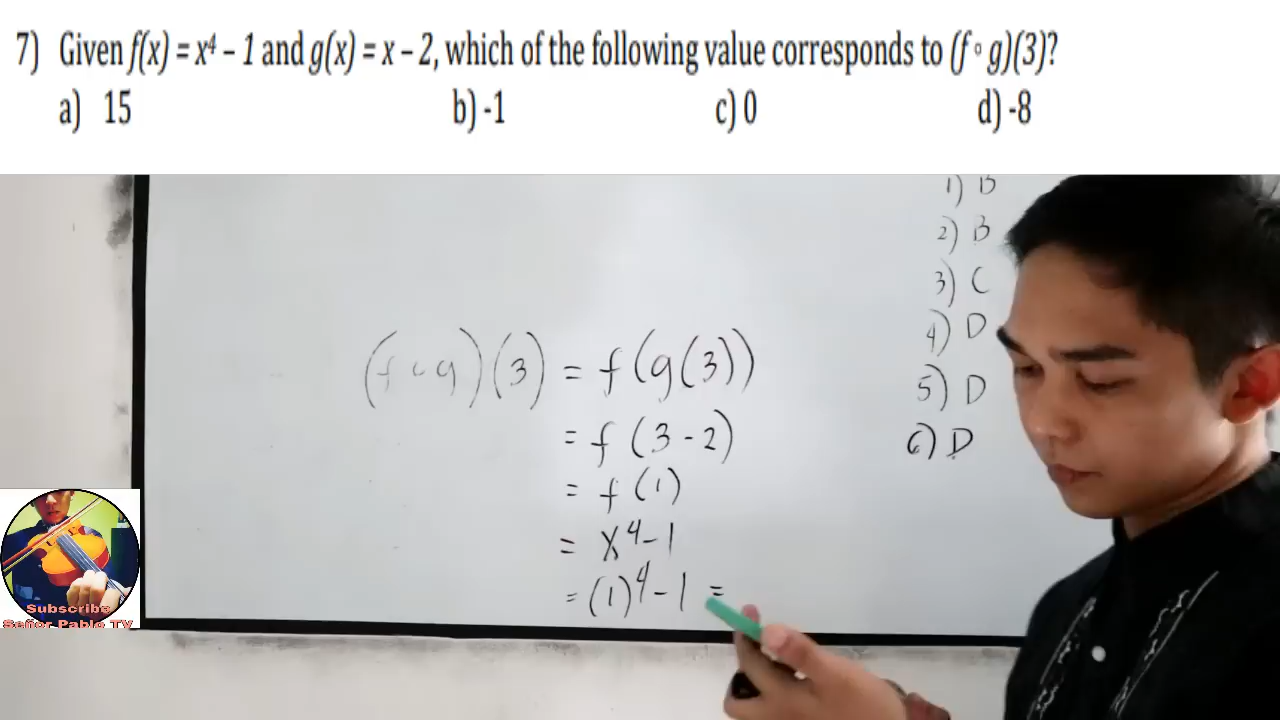 7) Given f(x) = x⁴ – 1 and g(x) = x – 2, which of the following value corresponds to (f ∘ g)(3)?
a) 15 b) -1 c) 0 d) -8
1) B
2) B
3) C
4) D
5) D
6) D
(f ∘ g)(3) = f(g(3))
= f(3 - 2)
= f(1)
= x⁴ - 1
= (1)⁴ - 1 =
Subscribe
Señor Pablo TV